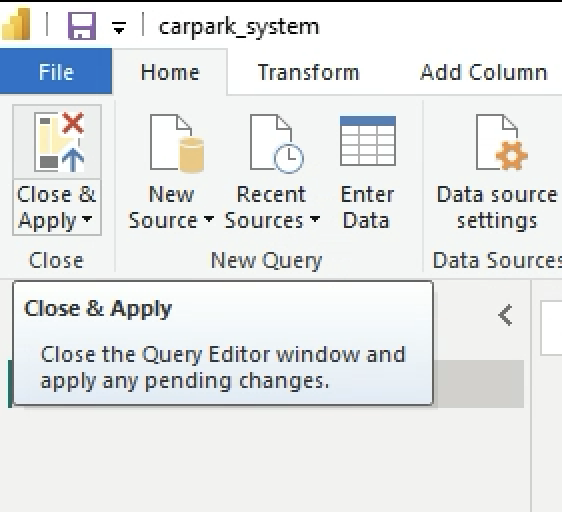 carpark_system
File Home Transform Add Column
Close & Apply
New Source
Recent Sources
Enter Data
Data source settings
Close
New Query
Data Sources
Close & Apply
Close the Query Editor window and
apply any pending changes.